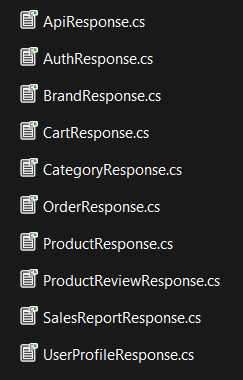 ApiResponse.cs
AuthResponse.cs
BrandResponse.cs
CartResponse.cs
CategoryResponse.cs
OrderResponse.cs
ProductResponse.cs
ProductReviewResponse.cs
SalesReportResponse.cs
UserProfileResponse.cs